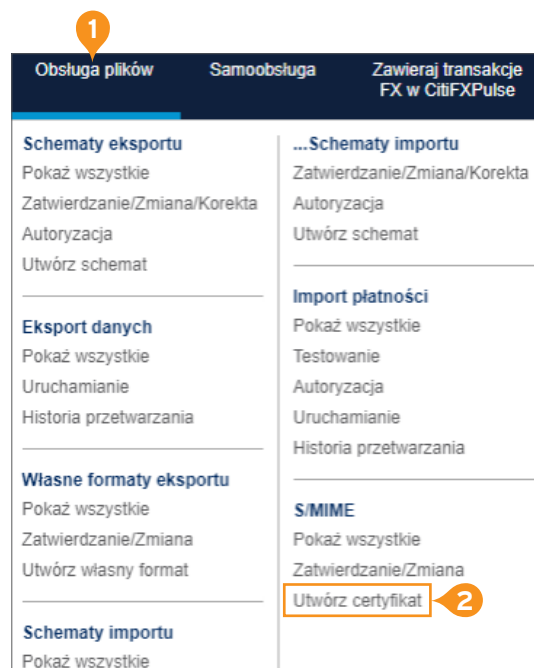 1
Obsługa plików
Samoobsługa
Zawieraj transakcje
FX w CitiFXPulse
Schematy eksportu
Pokaż wszystkie
Zatwierdzanie/Zmiana/Korekta
Autoryzacja
Utwórz schemat
Eksport danych
Pokaż wszystkie
Uruchamianie
Historia przetwarzania
Własne formaty eksportu
Pokaż wszystkie
Zatwierdzanie/Zmiana
Utwórz własny format
Schematy importu
Pokaż wszystkie
...Schematy importu
Zatwierdzanie/Zmiana/Korekta
Autoryzacja
Utwórz schemat
Import płatności
Pokaż wszystkie
Testowanie
Autoryzacja
Uruchamianie
Historia przetwarzania
S/MIME
Pokaż wszystkie
Zatwierdzanie/Zmiana
Utwórz certyfikat
2